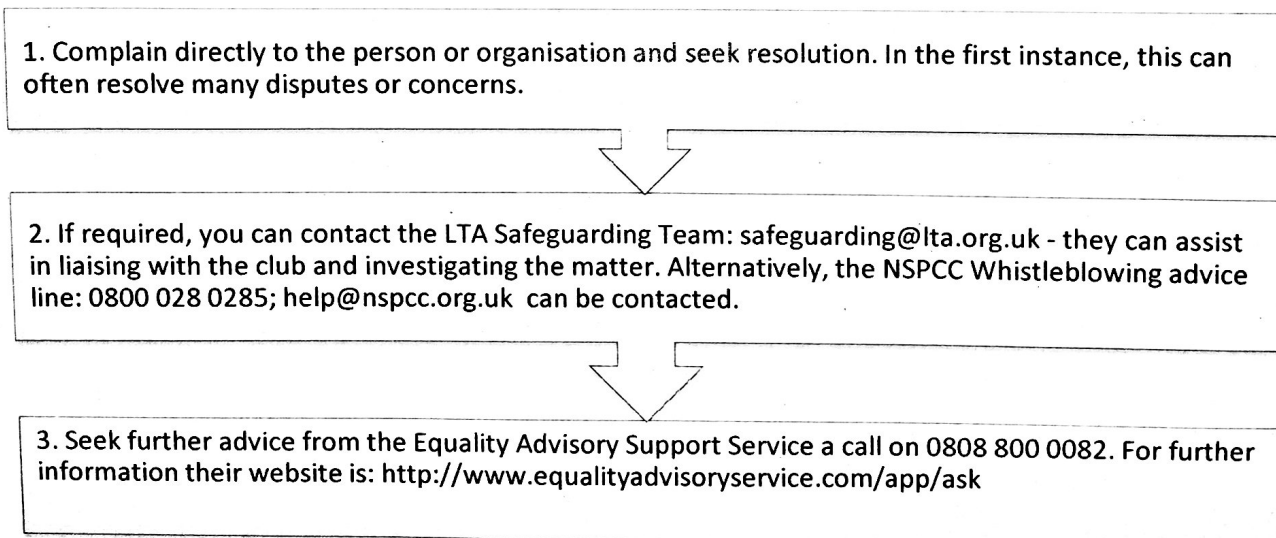 1. Complain directly to the person or organisation and seek resolution. In the first instance, this can
often resolve many disputes or concerns.
2. If required, you can contact the LTA Safeguarding Team: safeguarding@lta.org.uk - they can assist
in liaising with the club and investigating the matter. Alternatively, the NSPCC Whistleblowing advice
line: 0800 028 0285; help@nspcc.org.uk can be contacted.
3. Seek further advice from the Equality Advisory Support Service a call on 0808 800 0082. For further
information their website is: http://www.equalityadvisoryservice.com/app/ask